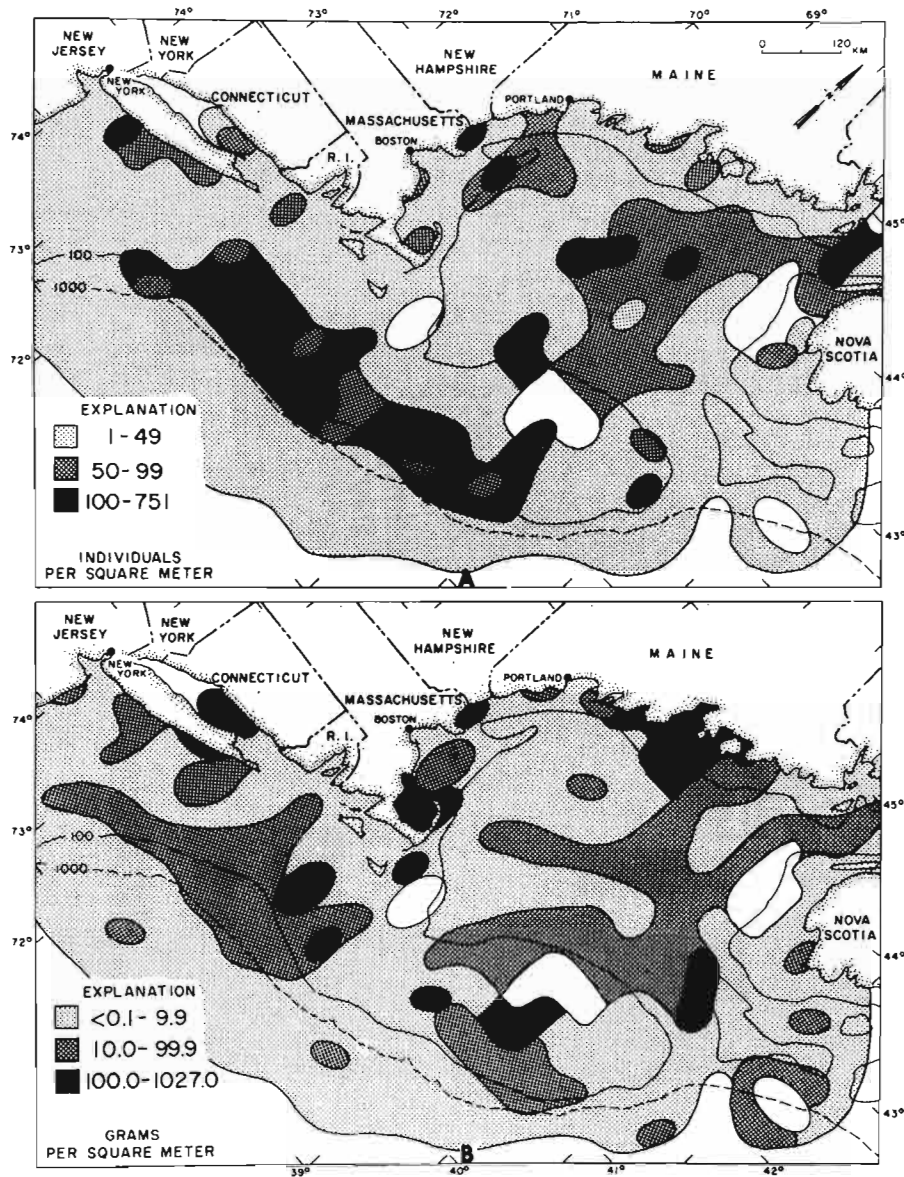 74° 73° 72° 71° 70° 69°
NEW JERSEY
NEW YORK
NEW YORK
CONNECTICUT
R. I.
MASSACHUSETTS
BOSTON
NEW HAMPSHIRE
PORTLAND
MAINE
0 120 KM
74°
73°
100
1000
72°
45°
NOVA SCOTIA
44°
43°
EXPLANATION
1-49
50-99
100-751
INDIVIDUALS
PER SQUARE METER
A
NEW JERSEY
NEW YORK
NEW YORK
CONNECTICUT
R. I.
MASSACHUSETTS
BOSTON
NEW HAMPSHIRE
PORTLAND
MAINE
74°
73°
100
1000
72°
45°
NOVA SCOTIA
44°
43°
EXPLANATION
<0.1-9.9
10.0-99.9
100.0-1027.0
GRAMS
PER SQUARE METER
B
39° 40° 41° 42°